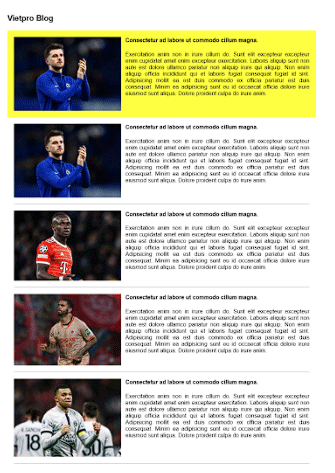 Vietpro Blog
Consectetur ad labore ut commodo cillum magna.
Exercitation anim non in irure cillum do. Sunt elit excepteur excepteur
enim cupidatat amet enim excepteur exercitation. Laboris aliquip sunt non
aute est dolore ullamco pariatur non aliquip irure qui aliquip. Non enim
aliquip officia incididunt qui et laboris fugiat consequat fugiat id sint.
Adipisicing mollit ea est duis commodo ex officia ex pariatur duis
consequat. Minim ea adipisicing eu id occaecat officia dolore irure
eiusmod sunt aliquip. Dolore proident culpa do irure anim.
Consectetur ad labore ut commodo cillum magna.
Exercitation anim non in irure cillum do. Sunt elit excepteur excepteur
enim cupidatat amet enim excepteur exercitation. Laboris aliquip sunt non
aute est dolore ullamco pariatur non aliquip irure qui aliquip. Non enim
aliquip officia incididunt qui et laboris fugiat consequat fugiat id sint.
Adipisicing mollit ea est duis commodo ex officia ex pariatur duis
consequat. Minim ea adipisicing eu id occaecat officia dolore irure
eiusmod sunt aliquip. Dolore proident culpa do irure anim.
Consectetur ad labore ut commodo cillum magna.
Exercitation anim non in irure cillum do. Sunt elit excepteur excepteur
enim cupidatat amet enim excepteur exercitation. Laboris aliquip sunt non
aute est dolore ullamco pariatur non aliquip irure qui aliquip. Non enim
aliquip officia incididunt qui et laboris fugiat consequat fugiat id sint.
Adipisicing mollit ea est duis commodo ex officia ex pariatur duis
consequat. Minim ea adipisicing eu id occaecat officia dolore irure
eiusmod sunt aliquip. Dolore proident culpa do irure anim.
Consectetur ad labore ut commodo cillum magna.
Exercitation anim non in irure cillum do. Sunt elit excepteur excepteur
enim cupidatat amet enim excepteur exercitation. Laboris aliquip sunt non
aute est dolore ullamco pariatur non aliquip irure qui aliquip. Non enim
aliquip officia incididunt qui et laboris fugiat consequat fugiat id sint.
Adipisicing mollit ea est duis commodo ex officia ex pariatur duis
consequat. Minim ea adipisicing eu id occaecat officia dolore irure
eiusmod sunt aliquip. Dolore proident culpa do irure anim.
Consectetur ad labore ut commodo cillum magna.
Exercitation anim non in irure cillum do. Sunt elit excepteur excepteur
enim cupidatat amet enim excepteur exercitation. Laboris aliquip sunt non
aute est dolore ullamco pariatur non aliquip irure qui aliquip. Non enim
aliquip officia incididunt qui et laboris fugiat consequat fugiat id sint.
Adipisicing mollit ea est duis commodo ex officia ex pariatur duis
consequat. Minim ea adipisicing eu id occaecat officia dolore irure
eiusmod sunt aliquip. Dolore proident culpa do irure anim.
18
30